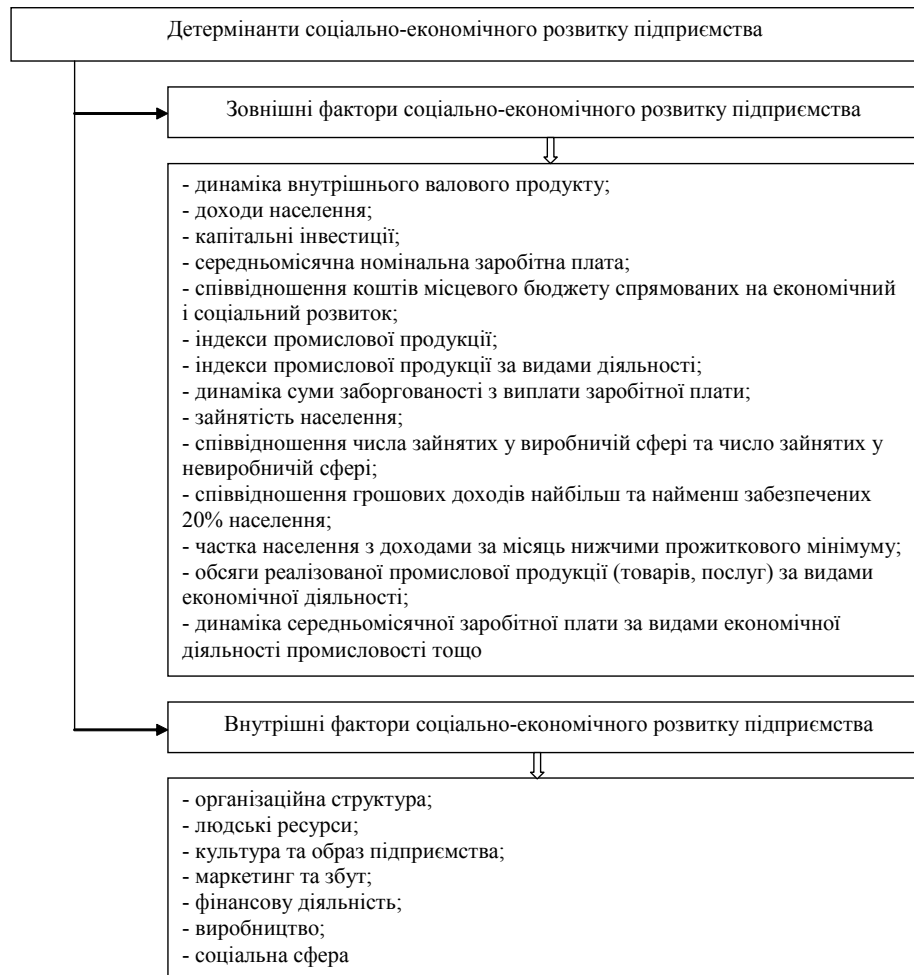 Детермінанти соціально-економічного розвитку підприємства
Зовнішні фактори соціально-економічного розвитку підприємства
- динаміка внутрішнього валового продукту;
- доходи населення;
- капітальні інвестиції;
- середньомісячна номінальна заробітна плата;
- співвідношення коштів місцевого бюджету спрямованих на економічний
і соціальний розвиток;
- індекси промислової продукції;
- індекси промислової продукції за видами діяльності;
- динаміка суми заборгованості з виплати заробітної плати;
- зайнятість населення;
- співвідношення числа зайнятих у виробничій сфері та число зайнятих у
невиробничій сфері;
- співвідношення грошових доходів найбільш та найменш забезпечених
20% населення;
- частка населення з доходами за місяць нижчими прожиткового мінімуму;
- обсяги реалізованої промислової продукції (товарів, послуг) за видами
економічної діяльності;
- динаміка середньомісячної заробітної плати за видами економічної
діяльності промисловості тощо
Внутрішні фактори соціально-економічного розвитку підприємства
- організаційна структура;
- людські ресурси;
- культура та образ підприємства;
- маркетинг та збут;
- фінансову діяльність;
- виробництво;
- соціальна сфера